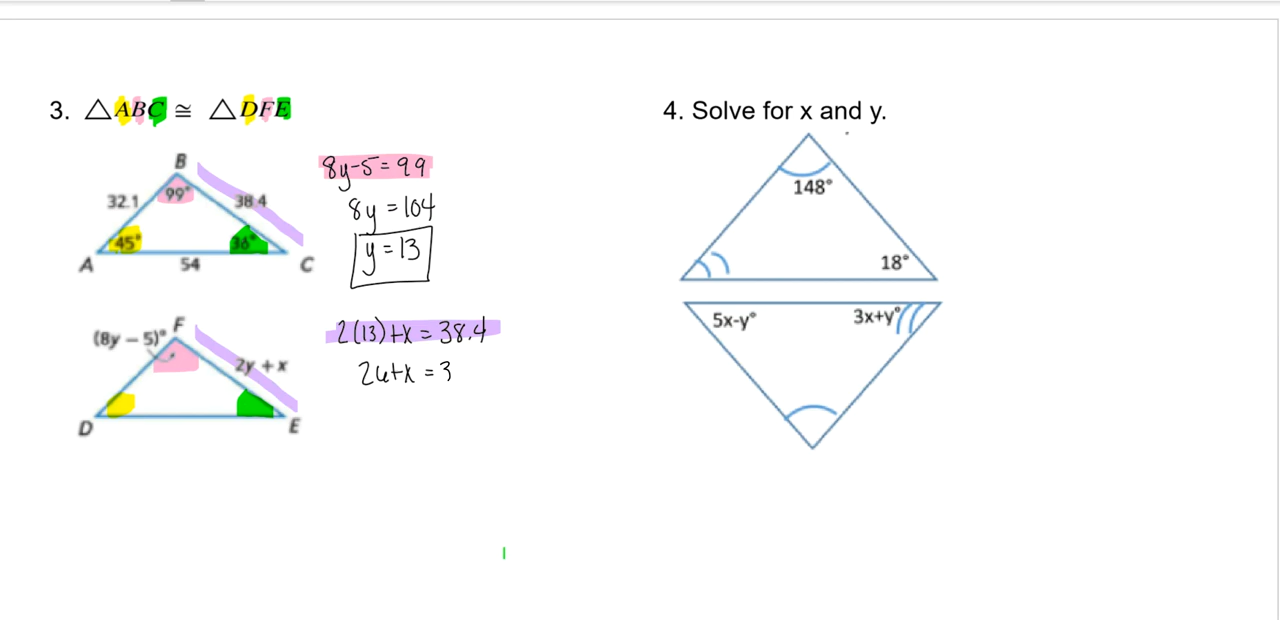 3. △ABC ≅ △DFE
B
99°
32.1
38.4
45°
36°
A
54
C
8y-5=99
8y=104
y=13
(8y – 5)°
F
2y + x
D
E
2(13)+x=38.4
26+x=3
4. Solve for x and y.
148°
18°
5x-y°
3x+y°